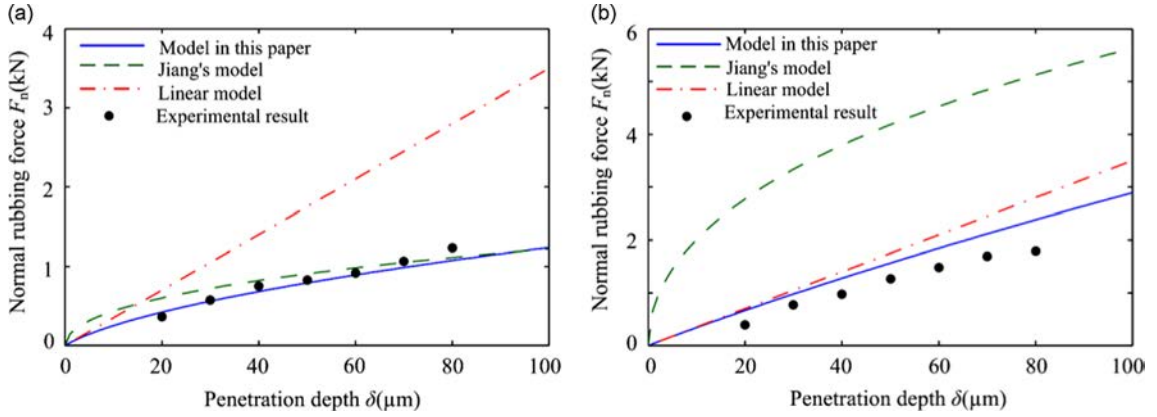 (a)
Normal rubbing force Fn(kN)
4
3
2
1
0
Model in this paper
Jiang's model
Linear model
Experimental result
0 20 40 60 80 100
Penetration depth δ(μm)
(b)
Normal rubbing force Fn(kN)
6
4
2
0
Model in this paper
Jiang's model
Linear model
Experimental result
0 20 40 60 80 100
Penetration depth δ(μm)